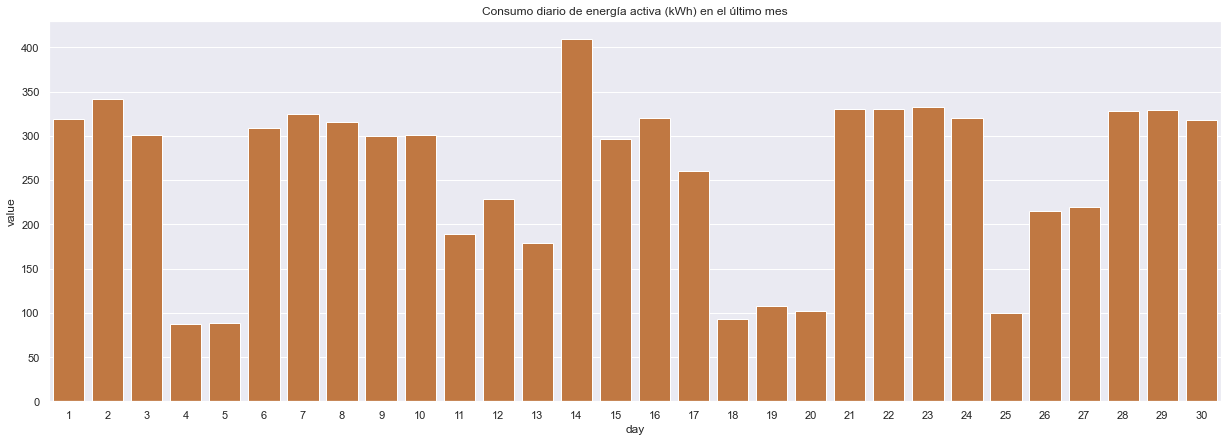 Consumo diario de energía activa (kWh) en el último mes
400
350
300
250
200
150
100
50
0
value
1 2 3 4 5 6 7 8 9 10 11 12 13 14 15 16 17 18 19 20 21 22 23 24 25 26 27 28 29 30
day